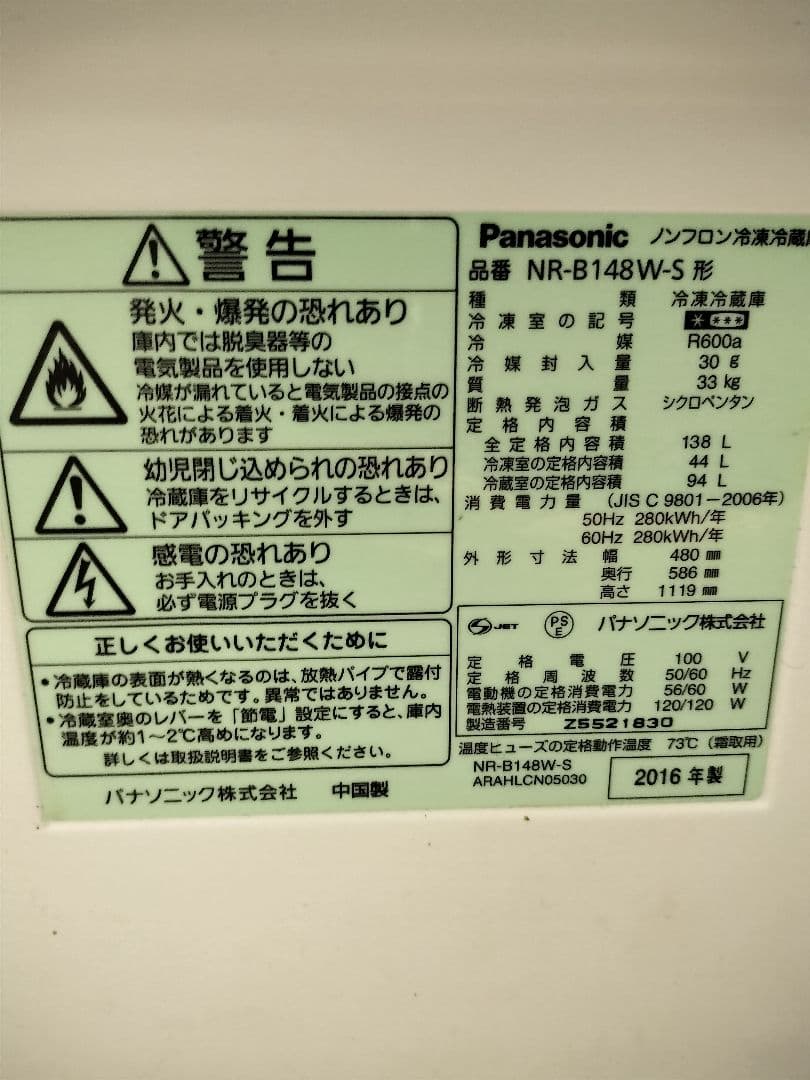 警告
発火・爆発の恐れあり
庫内では脱臭器等の
電気製品を使用しない
冷媒が漏れていると電気製品の接点の
火花による着火・着火による爆発の
恐れがあります
幼児閉じ込められの恐れあり
冷蔵庫をリサイクルするときは、
ドアパッキングを外す
感電の恐れあり
お手入れのときは、
必ず電源プラグを抜く
正しくお使いいただくために
•冷蔵庫の表面が熱くなるのは、放熱パイプで露付
防止をしているためです。異常ではありません。
•冷蔵室奥のレバーを「節電」設定にすると、庫内
温度が約1〜2℃高めになります。
詳しくは取扱説明書をご参照ください。
パナソニック株式会社 中国製
Panasonic ノンフロン冷凍冷蔵庫
品番 NR-B148W-S 形
種類 冷凍冷蔵庫
冷凍室の記号 * ***
冷媒 R600a
冷媒封入量 30 g
質量 33 kg
断熱発泡ガス シクロペンタン
定格内容積
全定格内容積 138 L
冷凍室の定格内容積 44 L
冷蔵室の定格内容積 94 L
消費電力量 (JIS C 9801−2006年)
50Hz 280kWh/年
60Hz 280kWh/年
外形寸法 幅 480 mm
奥行 586 mm
高さ 1119 mm
JET PSE パナソニック株式会社
定格電圧 100 V
定格周波数 50/60 Hz
電動機の定格消費電力 56/60 W
電熱装置の定格消費電力 120/120 W
製造番号 Z5521830
温度ヒューズの定格動作温度 73℃ (霜取用)
NR-B148W-S
ARAHLCN05030
2016 年製